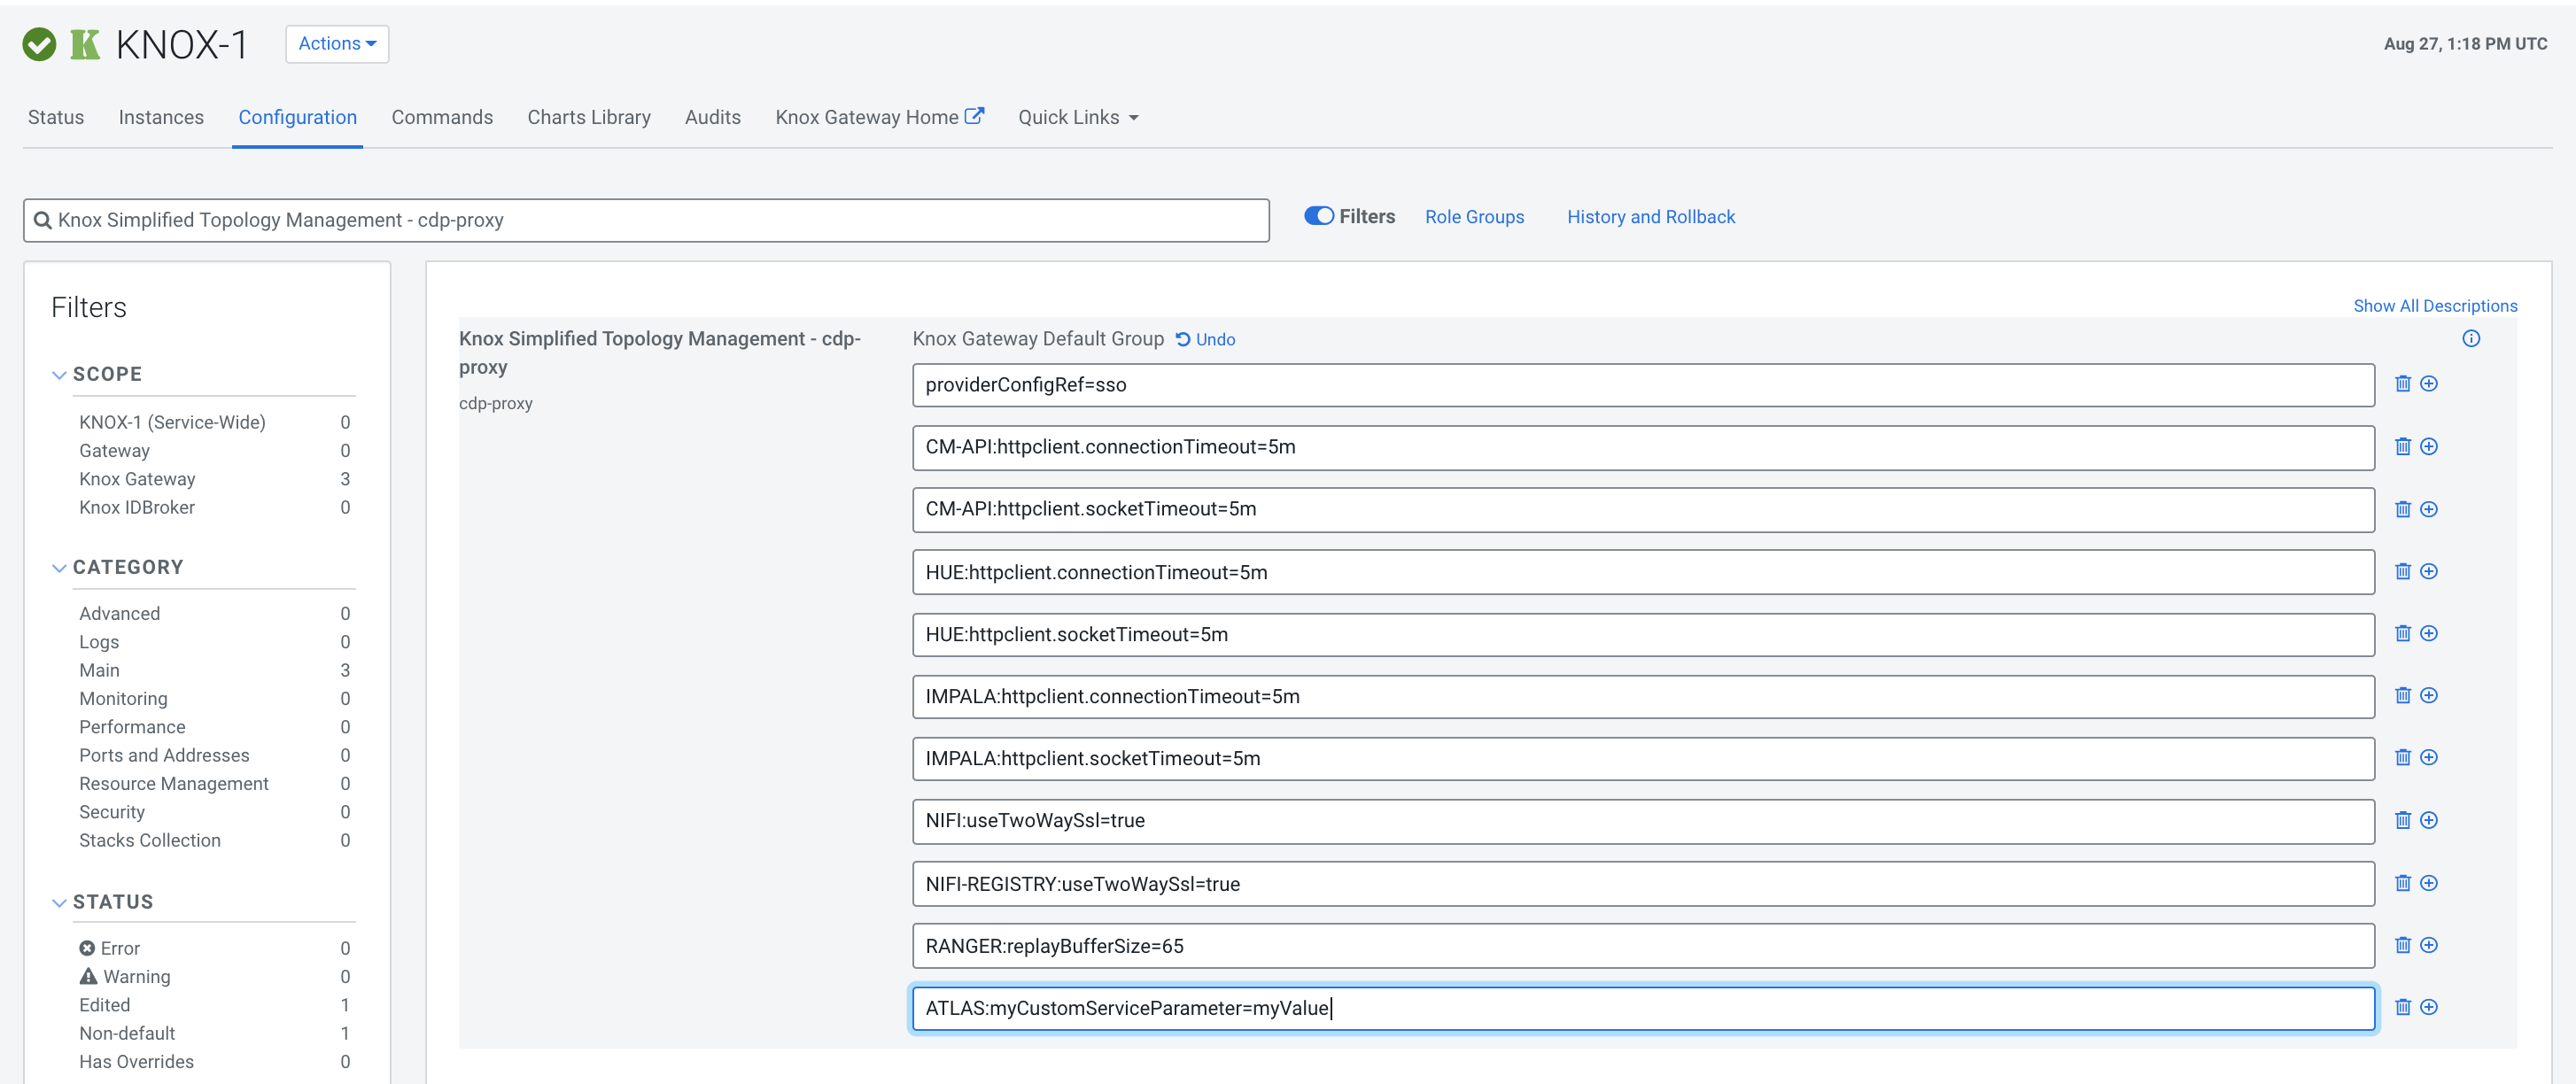 KNOX-1
Actions
Aug 27, 1:18 PM UTC
Status
Instances
Configuration
Commands
Charts Library
Audits
Knox Gateway Home
Quick Links
Knox Simplified Topology Management - cdp-proxy
Filters
Role Groups
History and Rollback
Filters
SCOPE
KNOX-1 (Service-Wide) 0
Gateway 0
Knox Gateway 3
Knox IDBroker 0
CATEGORY
Advanced 0
Logs 0
Main 3
Monitoring 0
Performance 0
Ports and Addresses 0
Resource Management 0
Security 0
Stacks Collection 0
STATUS
Error 0
Warning 0
Edited 1
Non-default 1
Has Overrides 0
Show All Descriptions
Knox Simplified Topology Management - cdp-
proxy
cdp-proxy
Knox Gateway Default Group Undo
providerConfigRef=sso
CM-API:httpclient.connectionTimeout=5m
CM-API:httpclient.socketTimeout=5m
HUE:httpclient.connectionTimeout=5m
HUE:httpclient.socketTimeout=5m
IMPALA:httpclient.connectionTimeout=5m
IMPALA:httpclient.socketTimeout=5m
NIFI:useTwoWaySsl=true
NIFI-REGISTRY:useTwoWaySsl=true
RANGER:replayBufferSize=65
ATLAS:myCustomServiceParameter=myValue